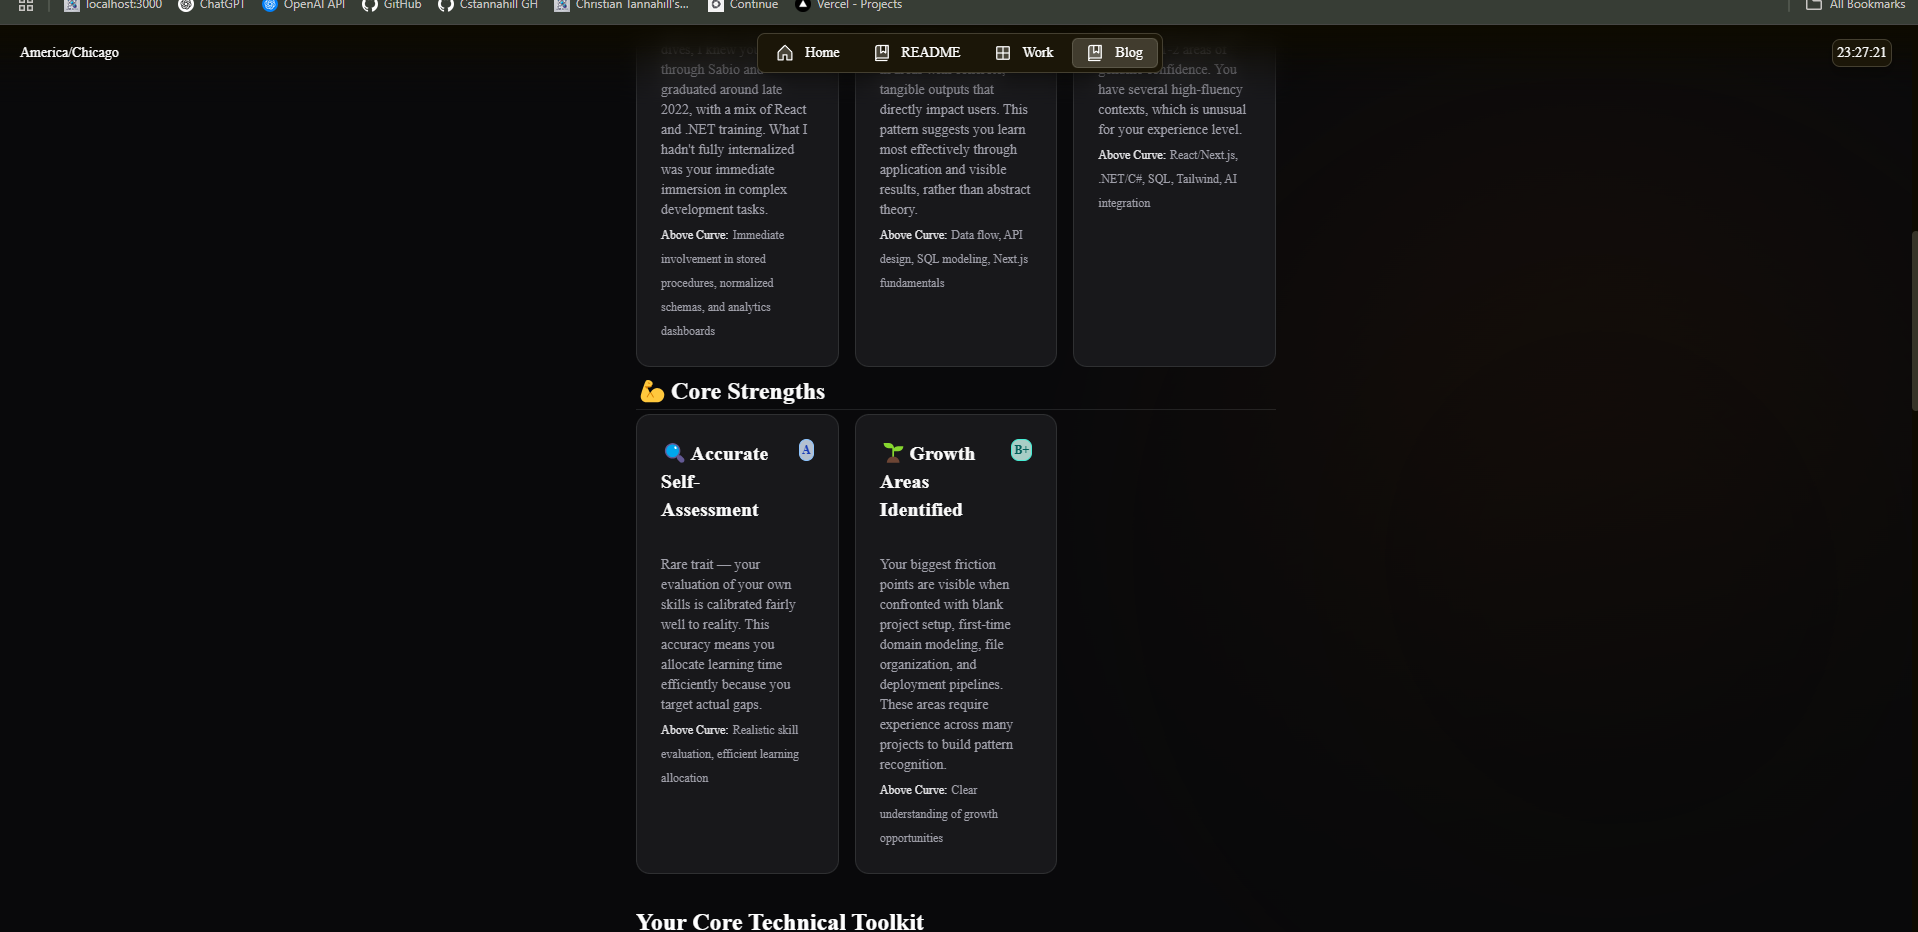 localhost:3000
ChatGPT
OpenAI API
GitHub
Cstannahill GH
Christian Tannahill's...
Continue
Vercel - Projects
All Bookmarks
America/Chicago
Home
README
Work
Blog
23:27:21
through Sabio and
graduated around late
2022, with a mix of React
and .NET training. What I
hadn't fully internalized
was your immediate
immersion in complex
development tasks.
Above Curve: Immediate
involvement in stored
procedures, normalized
schemas, and analytics
dashboards
tangible outputs that
directly impact users. This
pattern suggests you learn
most effectively through
application and visible
results, rather than abstract
theory.
Above Curve: Data flow, API
design, SQL modeling, Next.js
fundamentals
confidence. You
have several high-fluency
contexts, which is unusual
for your experience level.
Above Curve: React/Next.js,
.NET/C#, SQL, Tailwind, AI
integration
💪 Core Strengths
🔍 Accurate
Self-
Assessment
A
Rare trait — your
evaluation of your own
skills is calibrated fairly
well to reality. This
accuracy means you
allocate learning time
efficiently because you
target actual gaps.
Above Curve: Realistic skill
evaluation, efficient learning
allocation
🌱 Growth
Areas
Identified
B+
Your biggest friction
points are visible when
confronted with blank
project setup, first-time
domain modeling, file
organization, and
deployment pipelines.
These areas require
experience across many
projects to build pattern
recognition.
Above Curve: Clear
understanding of growth
opportunities
Your Core Technical Toolkit